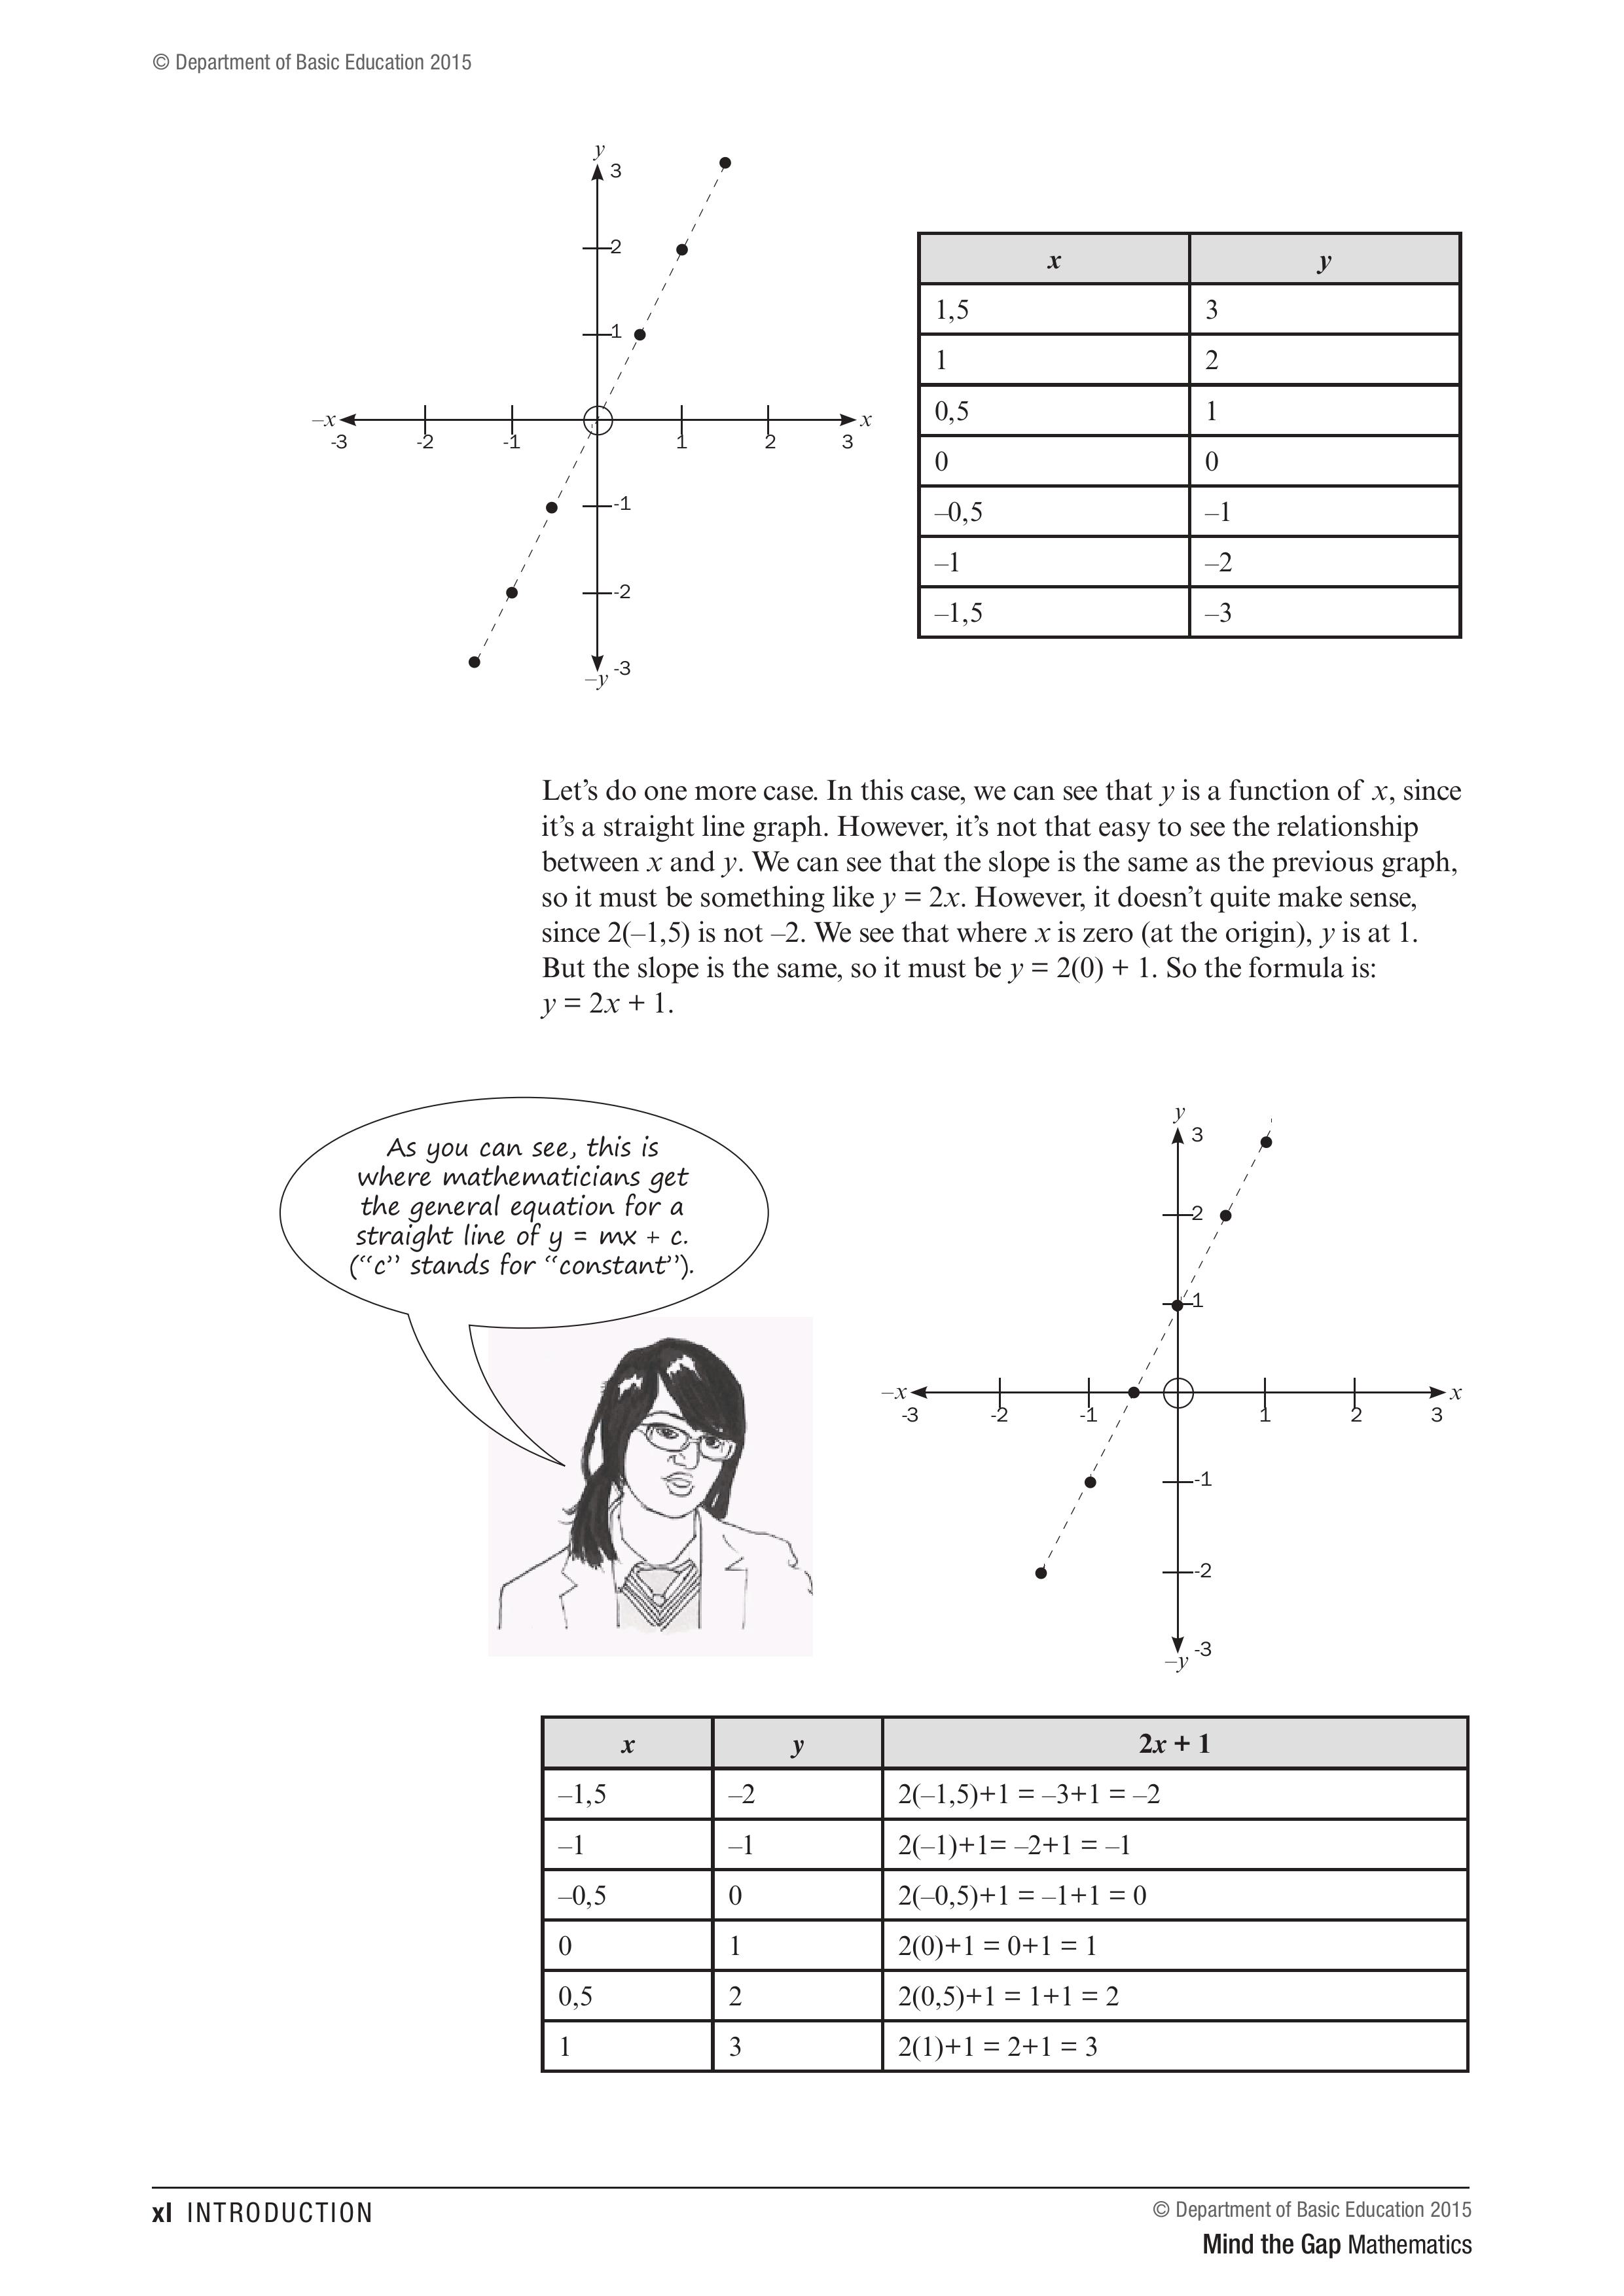 © Department of Basic Education 2015
y
3
2
1
–x
x
-3
-2
-1
1
2
3
-1
-2
-3
–y
x y
1,5 3
1 2
0,5 1
0 0
–0,5 –1
–1 –2
–1,5 –3
Let’s do one more case. In this case, we can see that y is a function of x, since
it’s a straight line graph. However, it’s not that easy to see the relationship
between x and y. We can see that the slope is the same as the previous graph,
so it must be something like y = 2x. However, it doesn’t quite make sense,
since 2(–1,5) is not –2. We see that where x is zero (at the origin), y is at 1.
But the slope is the same, so it must be y = 2(0) + 1. So the formula is:
y = 2x + 1.
As you can see, this is
where mathematicians get
the general equation for a
straight line of y = mx + c.
(“c” stands for “constant”).
y
3
2
1
–x
x
-3
-2
-1
1
2
3
-1
-2
-3
–y
x y 2x + 1
–1,5 –2 2(–1,5)+1 = –3+1 = –2
–1 –1 2(–1)+1= –2+1 = –1
–0,5 0 2(–0,5)+1 = –1+1 = 0
0 1 2(0)+1 = 0+1 = 1
0,5 2 2(0,5)+1 = 1+1 = 2
1 3 2(1)+1 = 2+1 = 3
xl INTRODUCTION
© Department of Basic Education 2015
Mind the Gap Mathematics